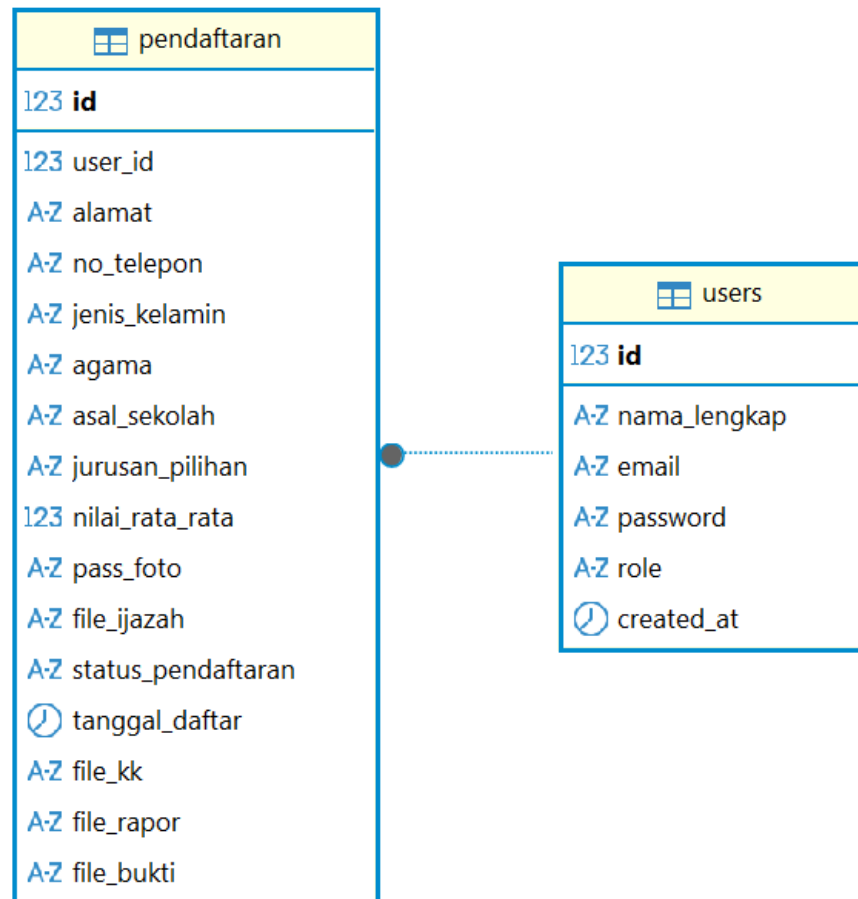 pendaftaran
123 id
123 user_id
A-Z alamat
A-Z no_telepon
A-Z jenis_kelamin
A-Z agama
A-Z asal_sekolah
A-Z jurusan_pilihan
123 nilai_rata_rata
A-Z pass_foto
A-Z file_ijazah
A-Z status_pendaftaran
tanggal_daftar
A-Z file_kk
A-Z file_rapor
A-Z file_bukti
users
123 id
A-Z nama_lengkap
A-Z email
A-Z password
A-Z role
created_at